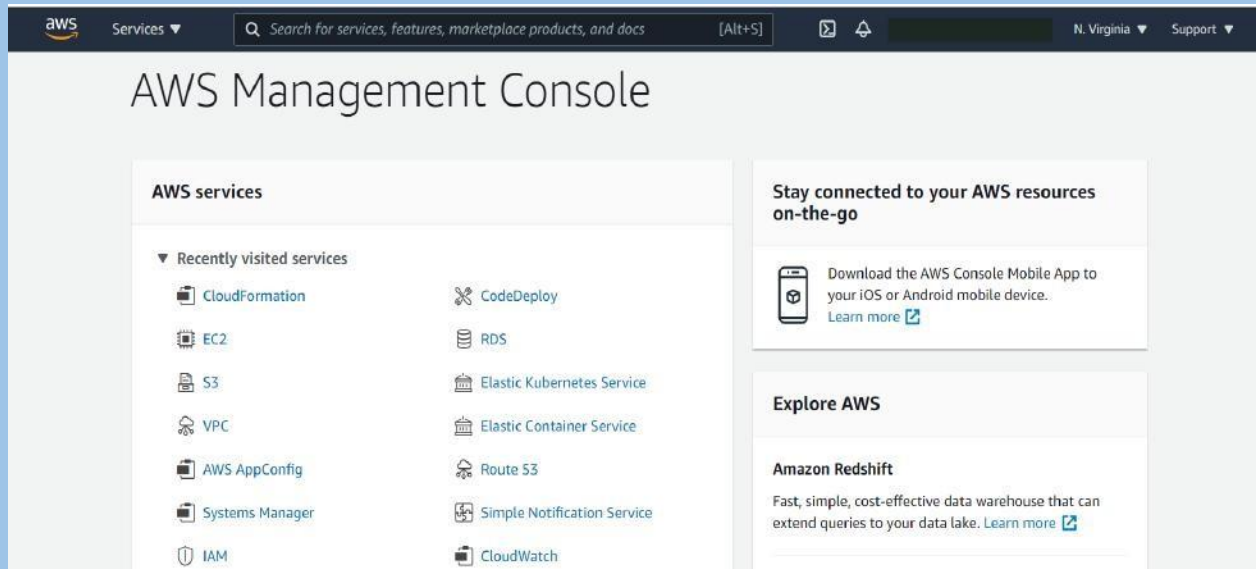 aws
Services ▼
Search for services, features, marketplace products, and docs
[Alt+S]
N. Virginia ▼
Support ▼
AWS Management Console
AWS services
▼ Recently visited services
CloudFormation
EC2
S3
VPC
AWS AppConfig
Systems Manager
IAM
CodeDeploy
RDS
Elastic Kubernetes Service
Elastic Container Service
Route 53
Simple Notification Service
CloudWatch
Stay connected to your AWS resources
on-the-go
Download the AWS Console Mobile App to
your iOS or Android mobile device.
Learn more
Explore AWS
Amazon Redshift
Fast, simple, cost-effective data warehouse that can
extend queries to your data lake. Learn more